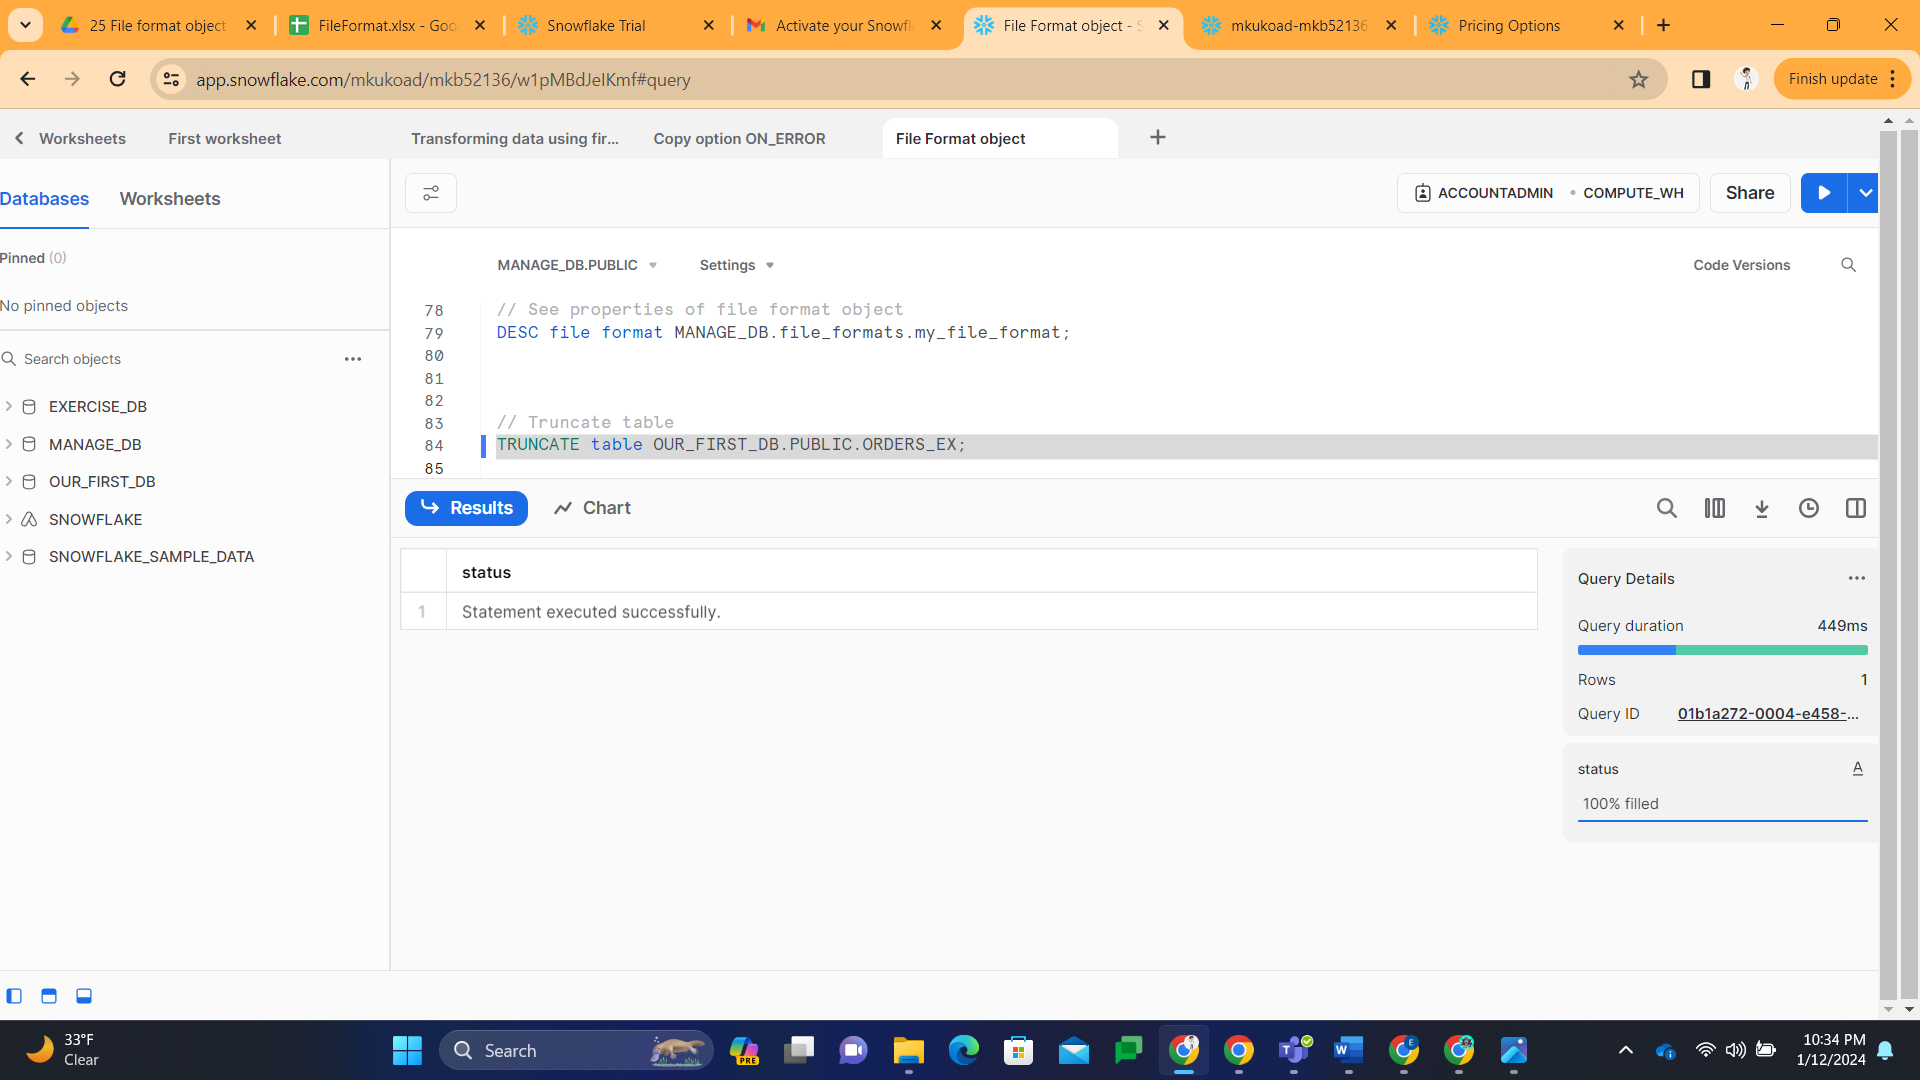 25 File format object
FileFormat.xlsx - Goo
Snowflake Trial
Activate your Snowfl
File Format object - S
mkukoad-mkb52136
Pricing Options
app.snowflake.com/mkukoad/mkb52136/w1pMBdJeIKmf#query
Finish update
Worksheets
First worksheet
Transforming data using fir...
Copy option ON_ERROR
File Format object
Databases
Worksheets
ACCOUNTADMIN
COMPUTE_WH
Share
Pinned (0)
No pinned objects
Search objects
EXERCISE_DB
MANAGE_DB
OUR_FIRST_DB
SNOWFLAKE
SNOWFLAKE_SAMPLE_DATA
MANAGE_DB.PUBLIC
Settings
Code Versions
78 // See properties of file format object
79 DESC file format MANAGE_DB.file_formats.my_file_format;
80
81
82
83 // Truncate table
84 TRUNCATE table OUR_FIRST_DB.PUBLIC.ORDERS_EX;
85
Results
Chart
status
1 Statement executed successfully.
Query Details
Query duration 449ms
Rows 1
Query ID 01b1a272-0004-e458-...
status A
100% filled
33°F
Clear
Search
PRE
10:34 PM
1/12/2024